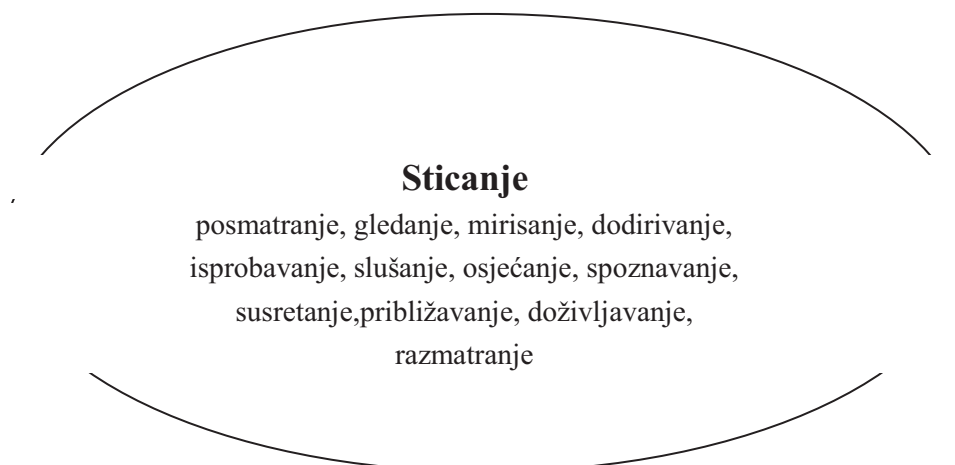 Sticanje
posmatranje, gledanje, mirisanje, dodirivanje,
isprobavanje, slušanje, osjećanje, spoznavanje,
susretanje,približavanje, doživljavanje,
razmatranje